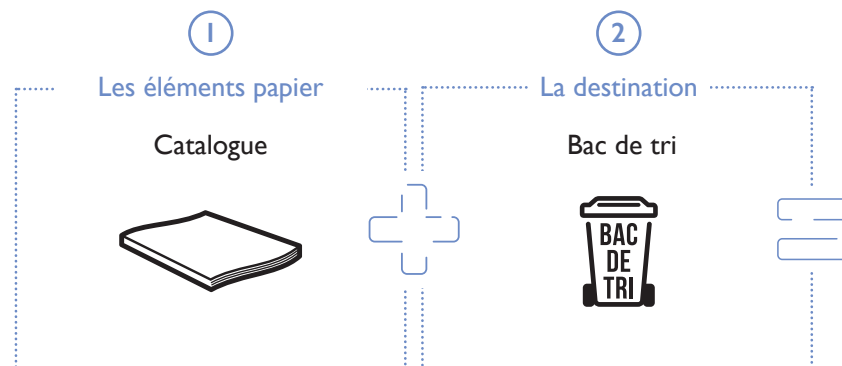 1
2
Les éléments papier
La destination
Catalogue
Bac de tri
BAC
DE
TRI